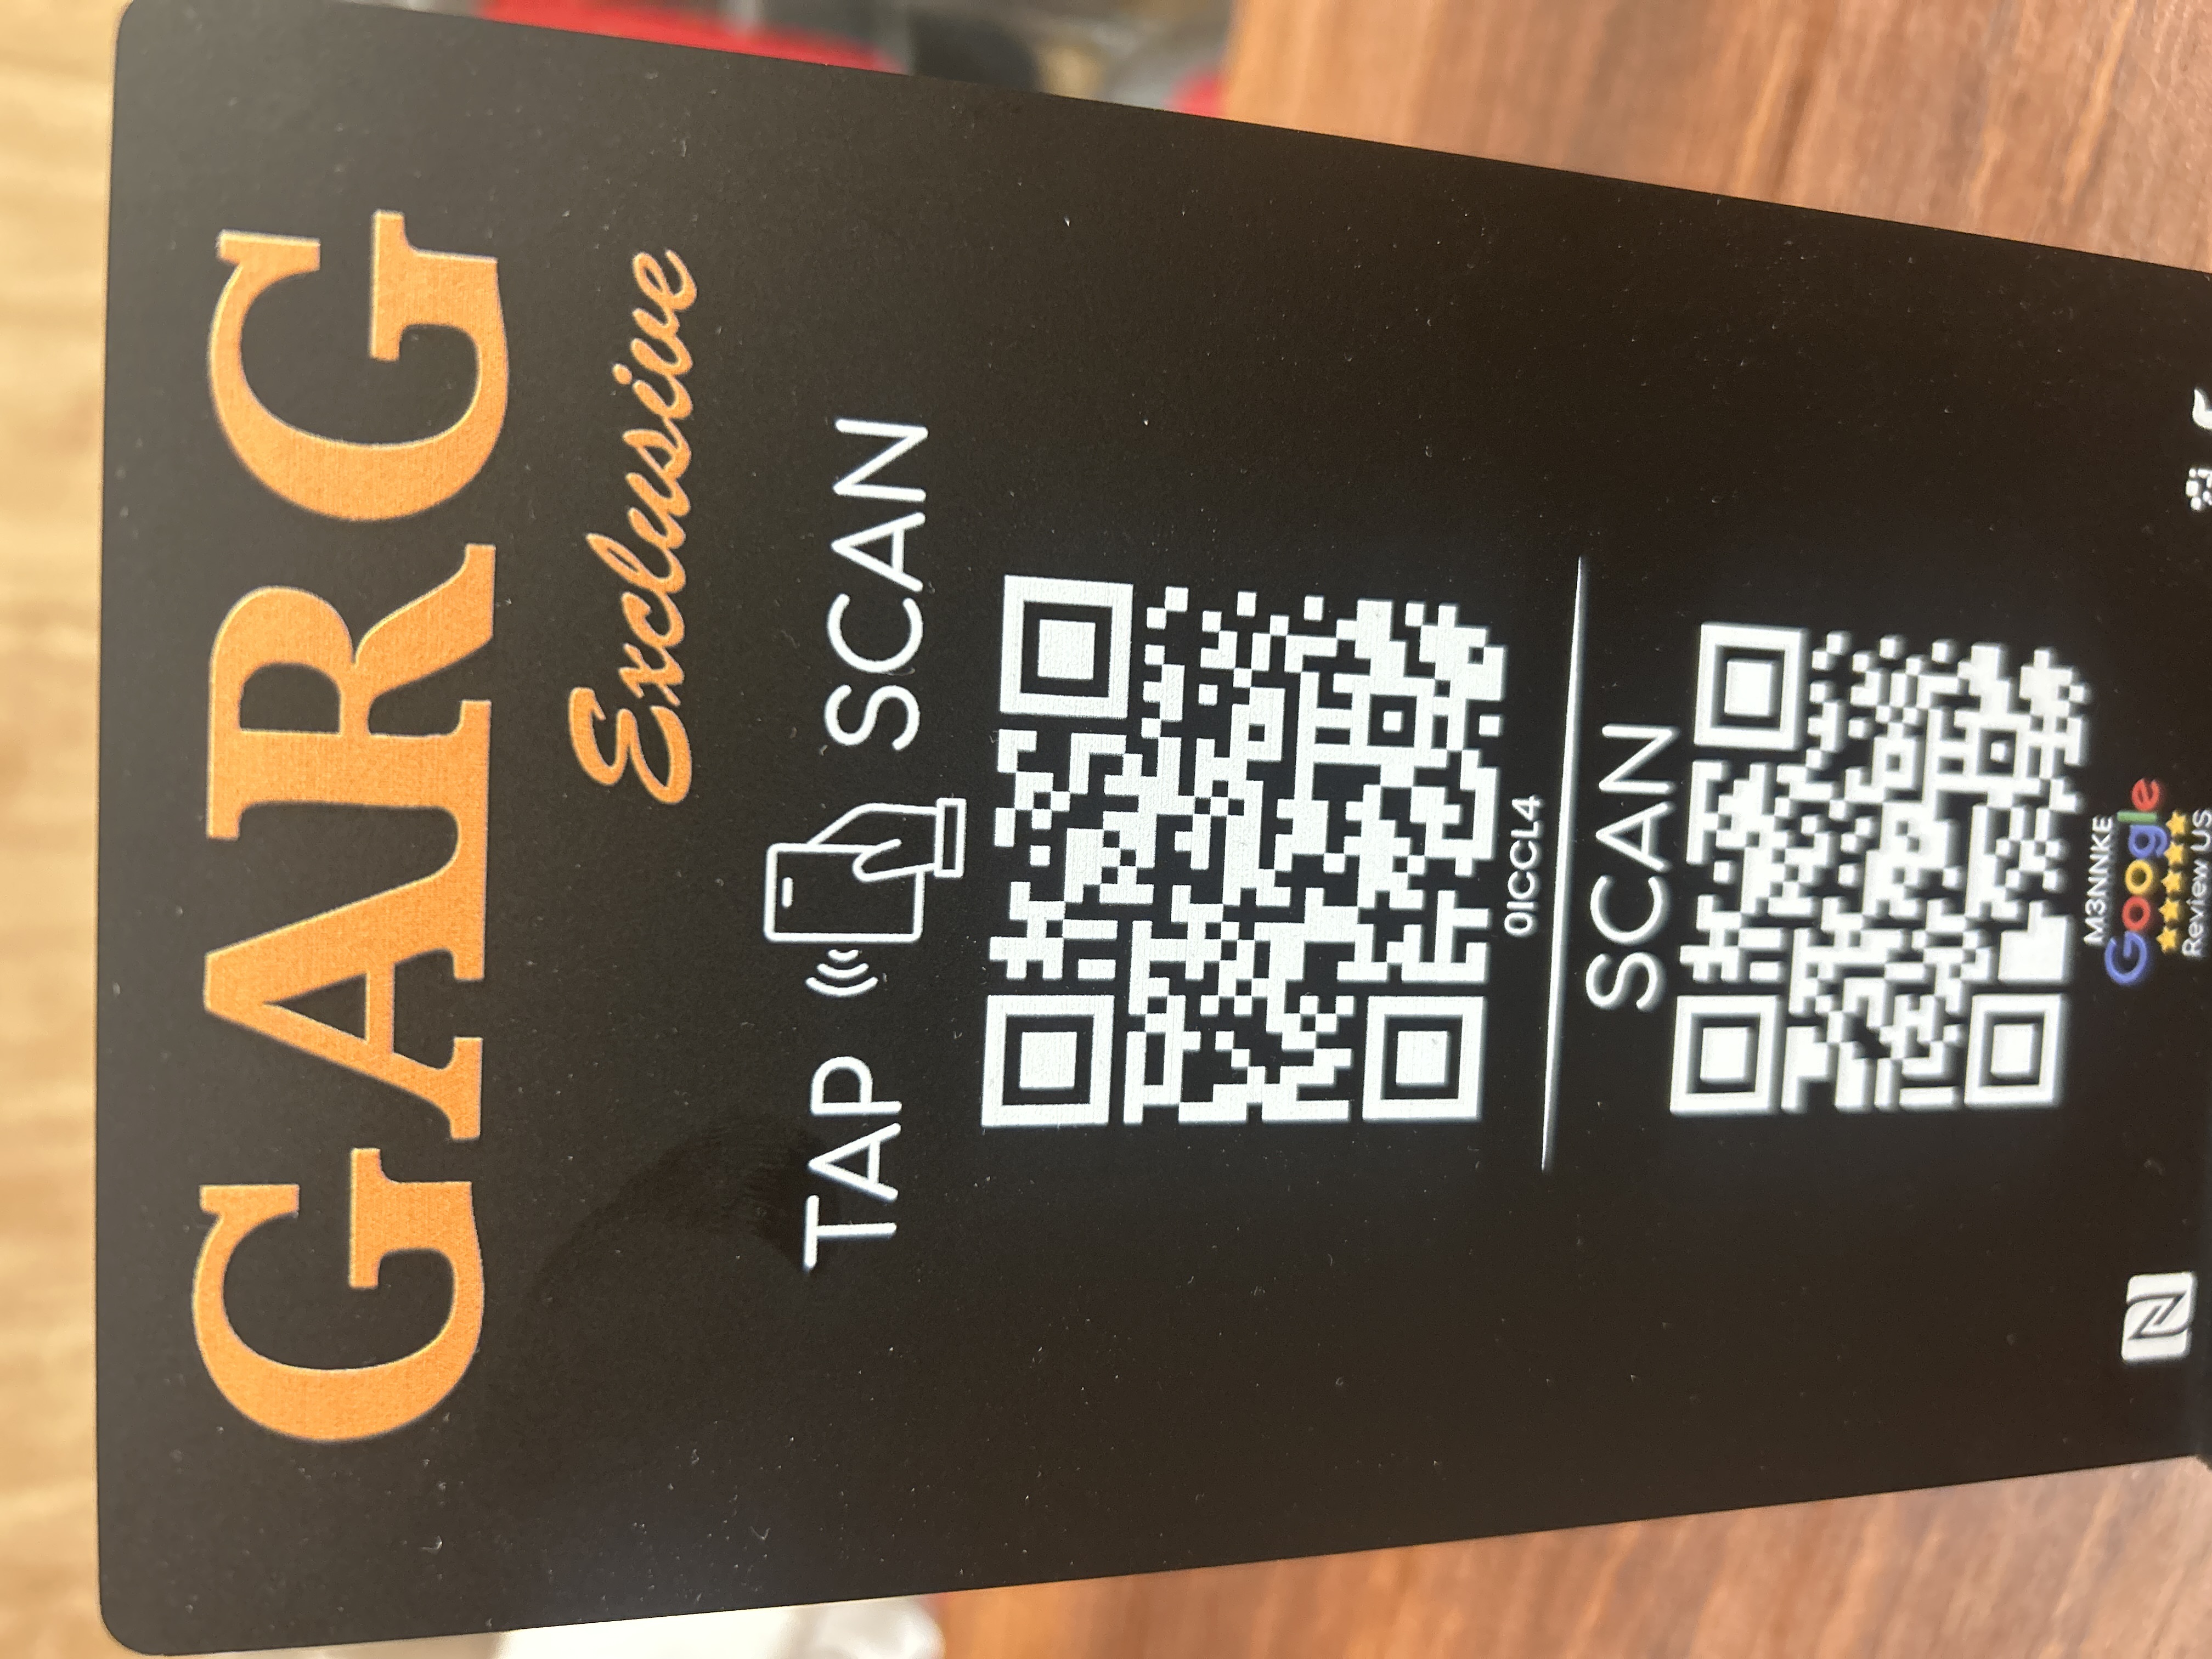 GARG
Exclusive
TAP SCAN
0ICCL4
SCAN
M3NNKE
Google
Review US